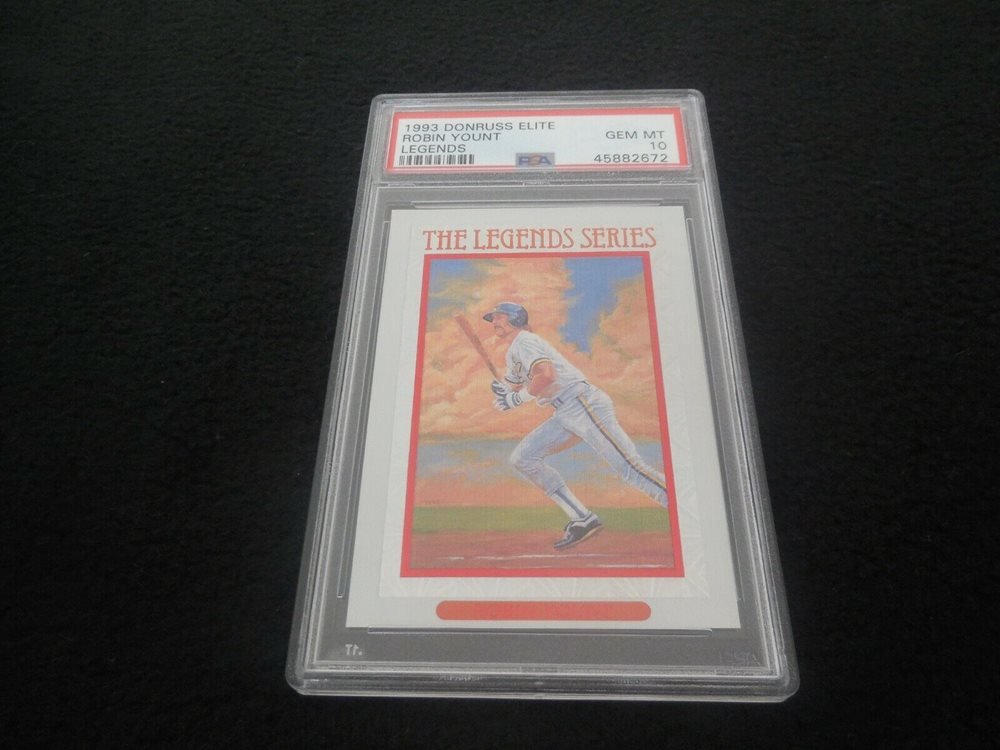 1993 DONRUSS ELITE
ROBIN YOUNT
GEM MT
LEGENDS
10
PSA
45882672
THE LEGENDS SERIES